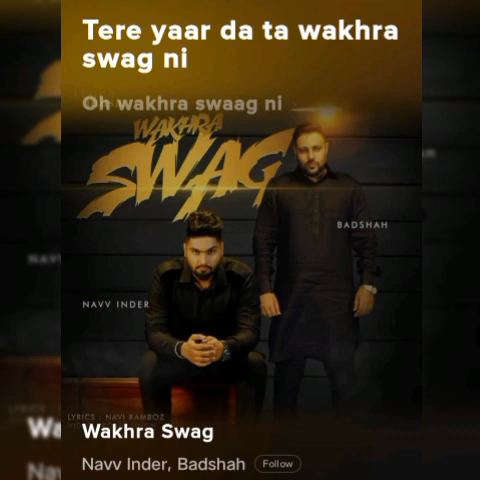 Tere yaar da ta wakhra
swag ni
Oh wakhra swaag ni
WAKHRA
SWAG
BADSHAH
NAVV INDER
LYRICS : NAVI KAMBOZ
Wakhra Swag
Navv Inder, Badshah Follow